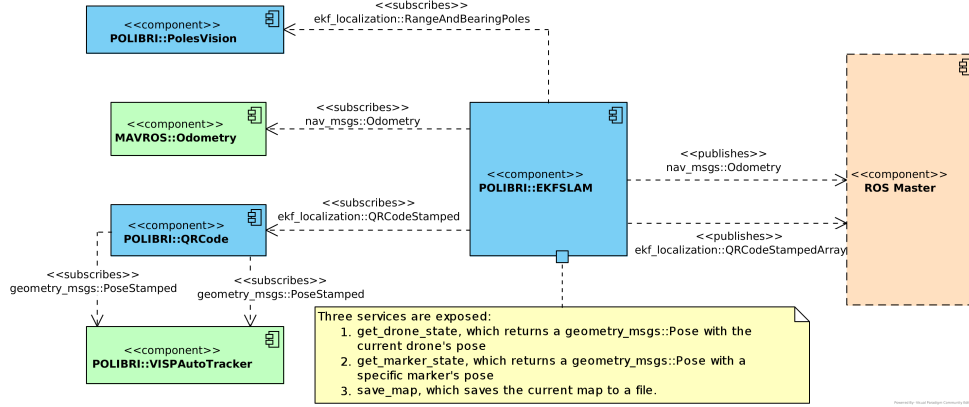 <<subscribes>>
ekf_localization::RangeAndBearingPoles
<<component>>
POLIBRI::PolesVision
<<subscribes>>
nav_msgs::Odometry
<<component>>
MAVROS::Odometry
<<component>>
POLIBRI::EKFSLAM
<<publishes>>
nav_msgs::Odometry
<<component>>
ROS Master
<<subscribes>>
ekf_localization::QRCodeStamped
<<component>>
POLIBRI::QRCode
<<publishes>>
ekf_localization::QRCodeStampedArray
<<subscribes>>
geometry_msgs::PoseStamped
<<subscribes>>
geometry_msgs::PoseStamped
<<component>>
POLIBRI::VISPAutoTracker
Three services are exposed:
1. get_drone_state, which returns a geometry_msgs::Pose with the
current drone's pose
2. get_marker_state, which returns a geometry_msgs::Pose with a
specific marker's pose
3. save_map, which saves the current map to a file.